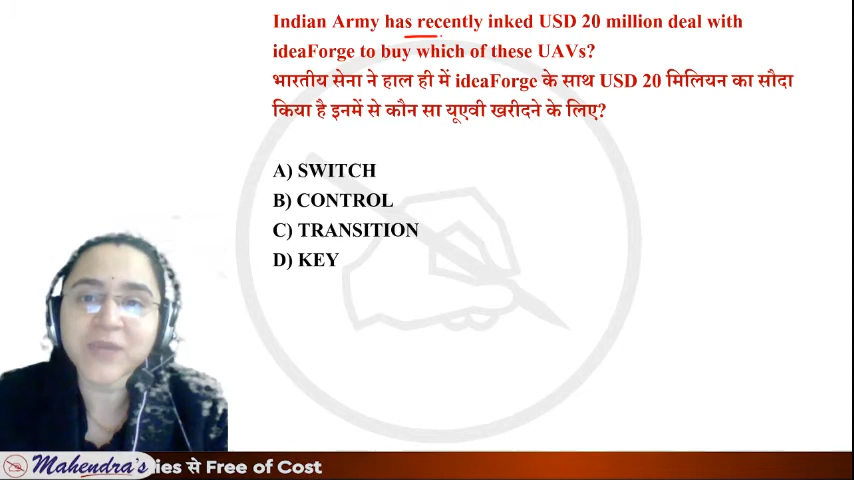 Indian Army has recently inked USD 20 million deal with
ideaForge to buy which of these UAVs?
भारतीय सेना ने हाल ही में ideaForge के साथ USD 20 मिलियन का सौदा
किया है इनमें से कौन सा यूएवी खरीदने के लिए?
A) SWITCH
B) CONTROL
C) TRANSITION
D) KEY
Mahendra's ies से Free of Cost